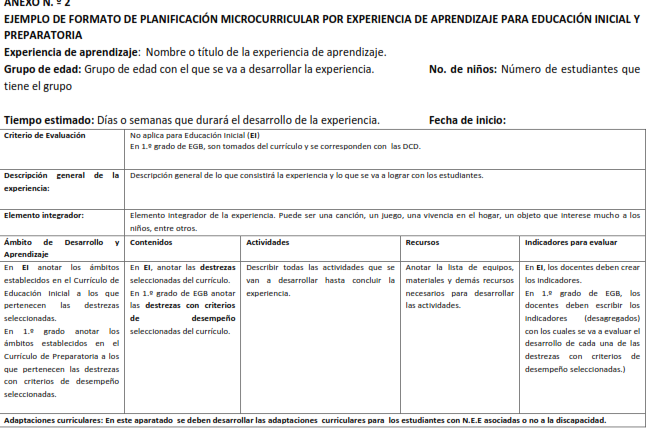 ANEXO N. º 2
EJEMPLO DE FORMATO DE PLANIFICACIÓN MICROCURRICULAR POR EXPERIENCIA DE APRENDIZAJE PARA EDUCACIÓN INICIAL Y
PREPARATORIA
Experiencia de aprendizaje: Nombre o título de la experiencia de aprendizaje.
Grupo de edad: Grupo de edad con el que se va a desarrollar la experiencia. No. de niños: Número de estudiantes que
tiene el grupo
Tiempo estimado: Días o semanas que durará el desarrollo de la experiencia. Fecha de inicio:
Criterio de Evaluación
No aplica para Educación Inicial (EI)
En 1.º grado de EGB, son tomados del currículo y se corresponden con las DCD.
Descripción general de la
experiencia:
Descripción general de lo que consistirá la experiencia y lo que se va a lograr con los estudiantes.
Elemento integrador:
Elemento integrador de la experiencia. Puede ser una canción, un juego, una vivencia en el hogar, un objeto que interese mucho a los
niños, entre otros.
Ámbito de Desarrollo y
Aprendizaje
Contenidos
Actividades
Recursos
Indicadores para evaluar
En EI anotar los ámbitos
establecidos en el Currículo de
Educación Inicial a los que
pertenecen las destrezas
seleccionadas.
En 1.º grado anotar los
ámbitos establecidos en el
Currículo de Preparatoria a los
que pertenecen las destrezas
con criterios de desempeño
seleccionadas.
En EI, anotar las destrezas
seleccionadas del currículo.
En 1.º grado de EGB anotar
las destrezas con criterios
de desempeño
seleccionadas del currículo.
Describir todas las actividades que se
van a desarrollar hasta concluir la
experiencia.
Anotar la lista de equipos,
materiales y demás recursos
necesarios para desarrollar
las actividades.
En EI, los docentes deben crear
los indicadores.
En 1.º grado de EGB, los
docentes deben escribir los
indicadores (desagregados)
con los cuales se va a evaluar el
desarrollo de cada una de las
destrezas con criterios de
desempeño seleccionadas.)
Adaptaciones curriculares: En este aparatado se deben desarrollar las adaptaciones curriculares para los estudiantes con N.E.E asociadas o no a la discapacidad.